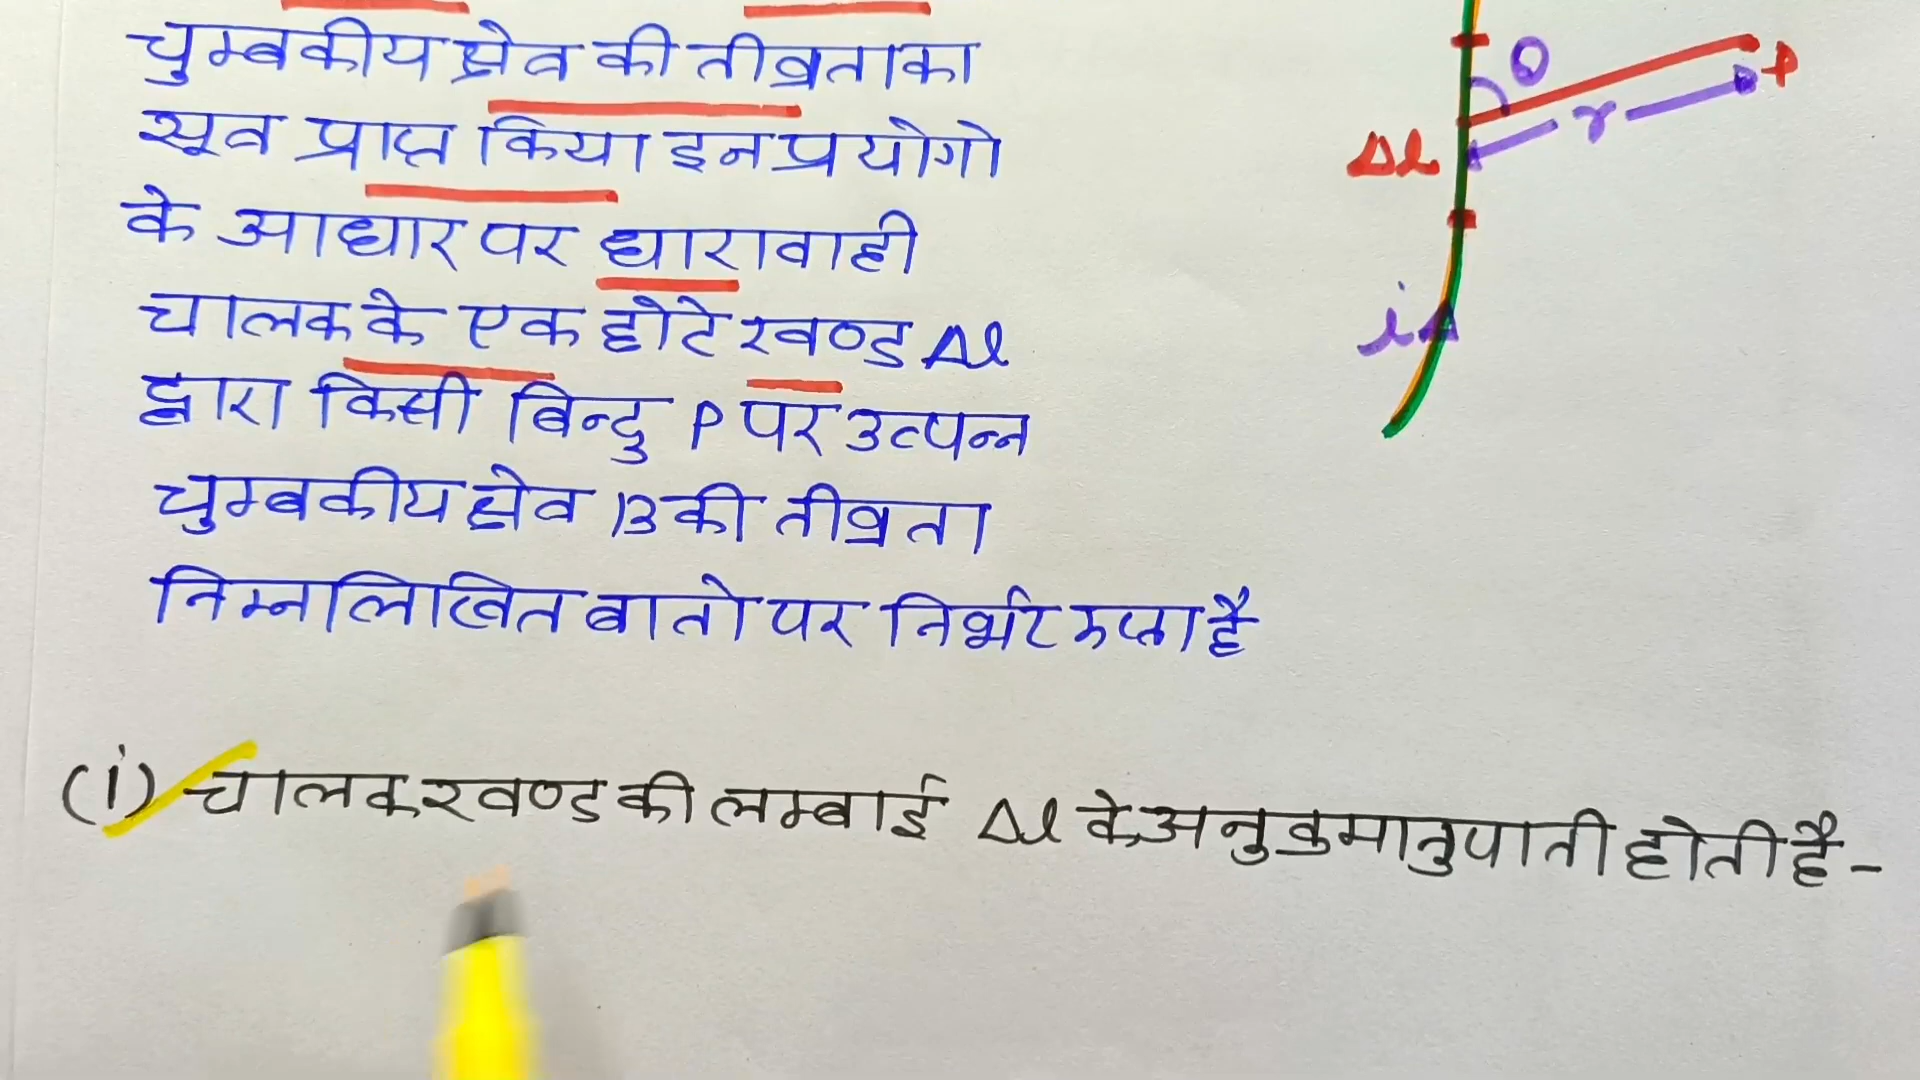 चुम्बकीय क्षेत्र की तीव्रता का
सूत्र प्राप्त किया इन प्रयोगो
के आधार पर धारावाही
चालक के एक छोटे खण्ड Δl
द्वारा किसी बिन्दु P पर उत्पन्न
चुम्बकीय क्षेत्र B की तीव्रता
निम्नलिखित बातो पर निर्भर करता है
(i) चालक खण्ड की लम्बाई Δl के अनुक्रमानुपाती होती है -
θ
P
r
Δl
i